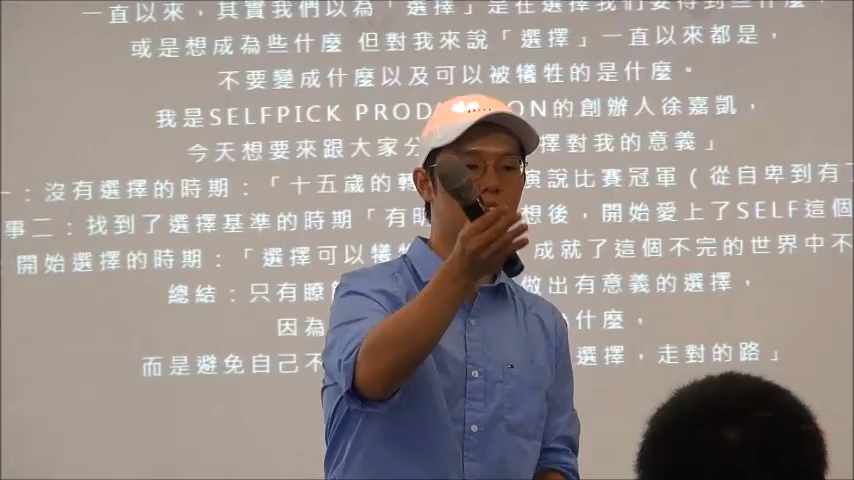 一直以來，其實我們以為「選擇」是在選擇我們要得到些什麼，
或是想成為些什麼，但對我來說，「選擇」一直以來都是，
不要變成什麼以及可以被犧牲的是什麼。
我是SELFPICK PROD ON的創辦人徐嘉凱，
今天想要來跟大家分 擇對我的意義」。
一：沒有選擇的時期：「十五歲的 演說比賽冠軍（從自卑到有了
事二：找到了選擇基準的時期「有明 想後，開始愛上了SELF這個
開始選擇的時期：「選擇可以犧牲 成就了這個不完的世界中不
總結：只有瞭 做出有意義的選擇，
因為 什麼，
而是避免自己不 選擇，走對的路」